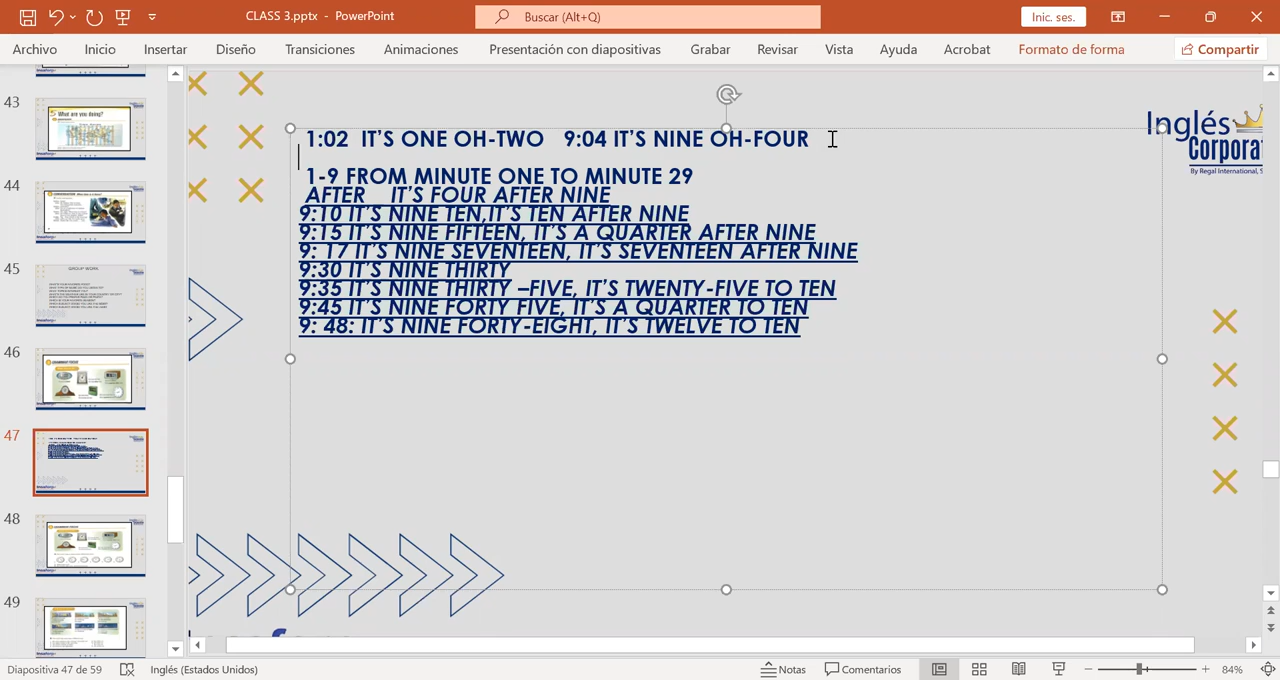 CLASS 3.pptx - PowerPoint
Buscar (Alt+Q)
Inic. ses.
Archivo Inicio Insertar Diseño Transiciones Animaciones Presentación con diapositivas Grabar Revisar Vista Ayuda Acrobat Formato de forma Compartir
43
What are you doing?
44
45
GROUP WORK
46
47
48
49
1:02 IT'S ONE OH-TWO 9:04 IT'S NINE OH-FOUR
1-9 FROM MINUTE ONE TO MINUTE 29
AFTER IT'S FOUR AFTER NINE
9:10 IT'S NINE TEN,IT'S TEN AFTER NINE
9:15 IT'S NINE FIFTEEN, IT'S A QUARTER AFTER NINE
9: 17 IT'S NINE SEVENTEEN, IT'S SEVENTEEN AFTER NINE
9:30 IT'S NINE THIRTY
9:35 IT'S NINE THIRTY –FIVE, IT'S TWENTY-FIVE TO TEN
9:45 IT'S NINE FORTY FIVE, IT'S A QUARTER TO TEN
9: 48: IT'S NINE FORTY-EIGHT, IT'S TWELVE TO TEN
Inglés
Corporat
By Regal International, S
Diapositiva 47 de 59 Inglés (Estados Unidos) Notas Comentarios 84%